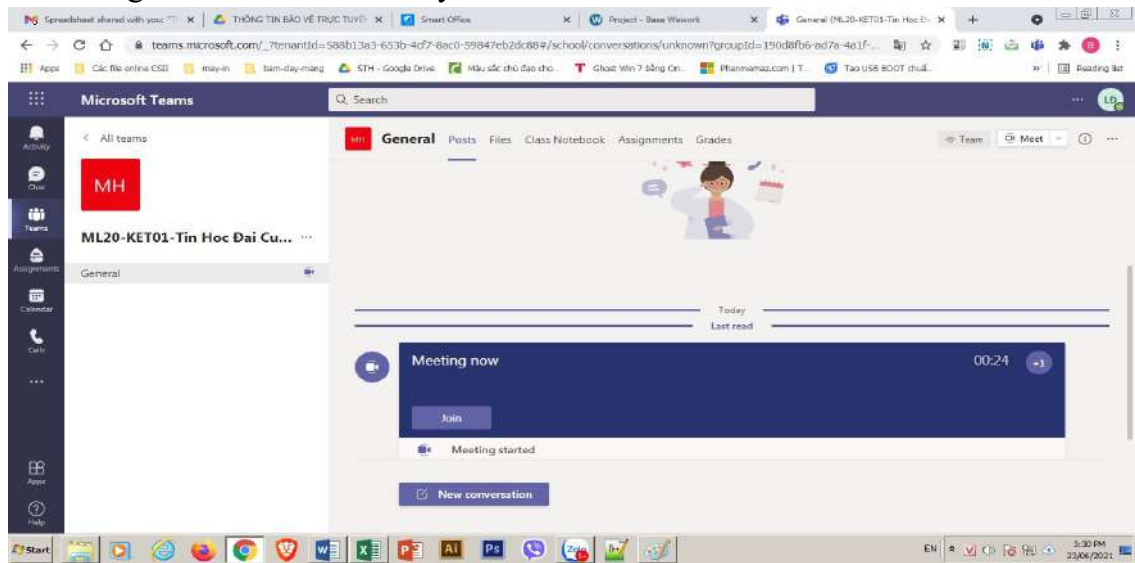 Spreadsheet shared with you: "T
THÔNG TIN BẢO VỆ TRỰC TUYẾ
Smart Office
Project - Base Wework
General (ML20-KET01-Tin Hoc Đ
teams.microsoft.com/_?tenantId=588b13a3-653b-4cf7-8ac0-59847eb2dc88#/school/conversations/unknown?groupId=190d8fb6-ad7a-4a1f-...
Apps
Các file online CSII
may-in
bam-day-mang
STH - Google Drive
Màu sắc chủ đạo cho...
Ghost Win 7 bằng On...
Phanmemaz.com | T...
Tạo USB BOOT chuẩ...
Reading list
Microsoft Teams
Search
LĐ
Activity
Chat
Teams
Assignments
Calendar
Calls
Apps
Help
All teams
MH
ML20-KET01-Tin Hoc Đai Cu... ···
General
MH
General Posts Files Class Notebook Assignments Grades
Team
Meet
Today
Last read
Meeting now
00:24
+1
Join
Meeting started
New conversation
Start
EN
3:30 PM
23/06/2021